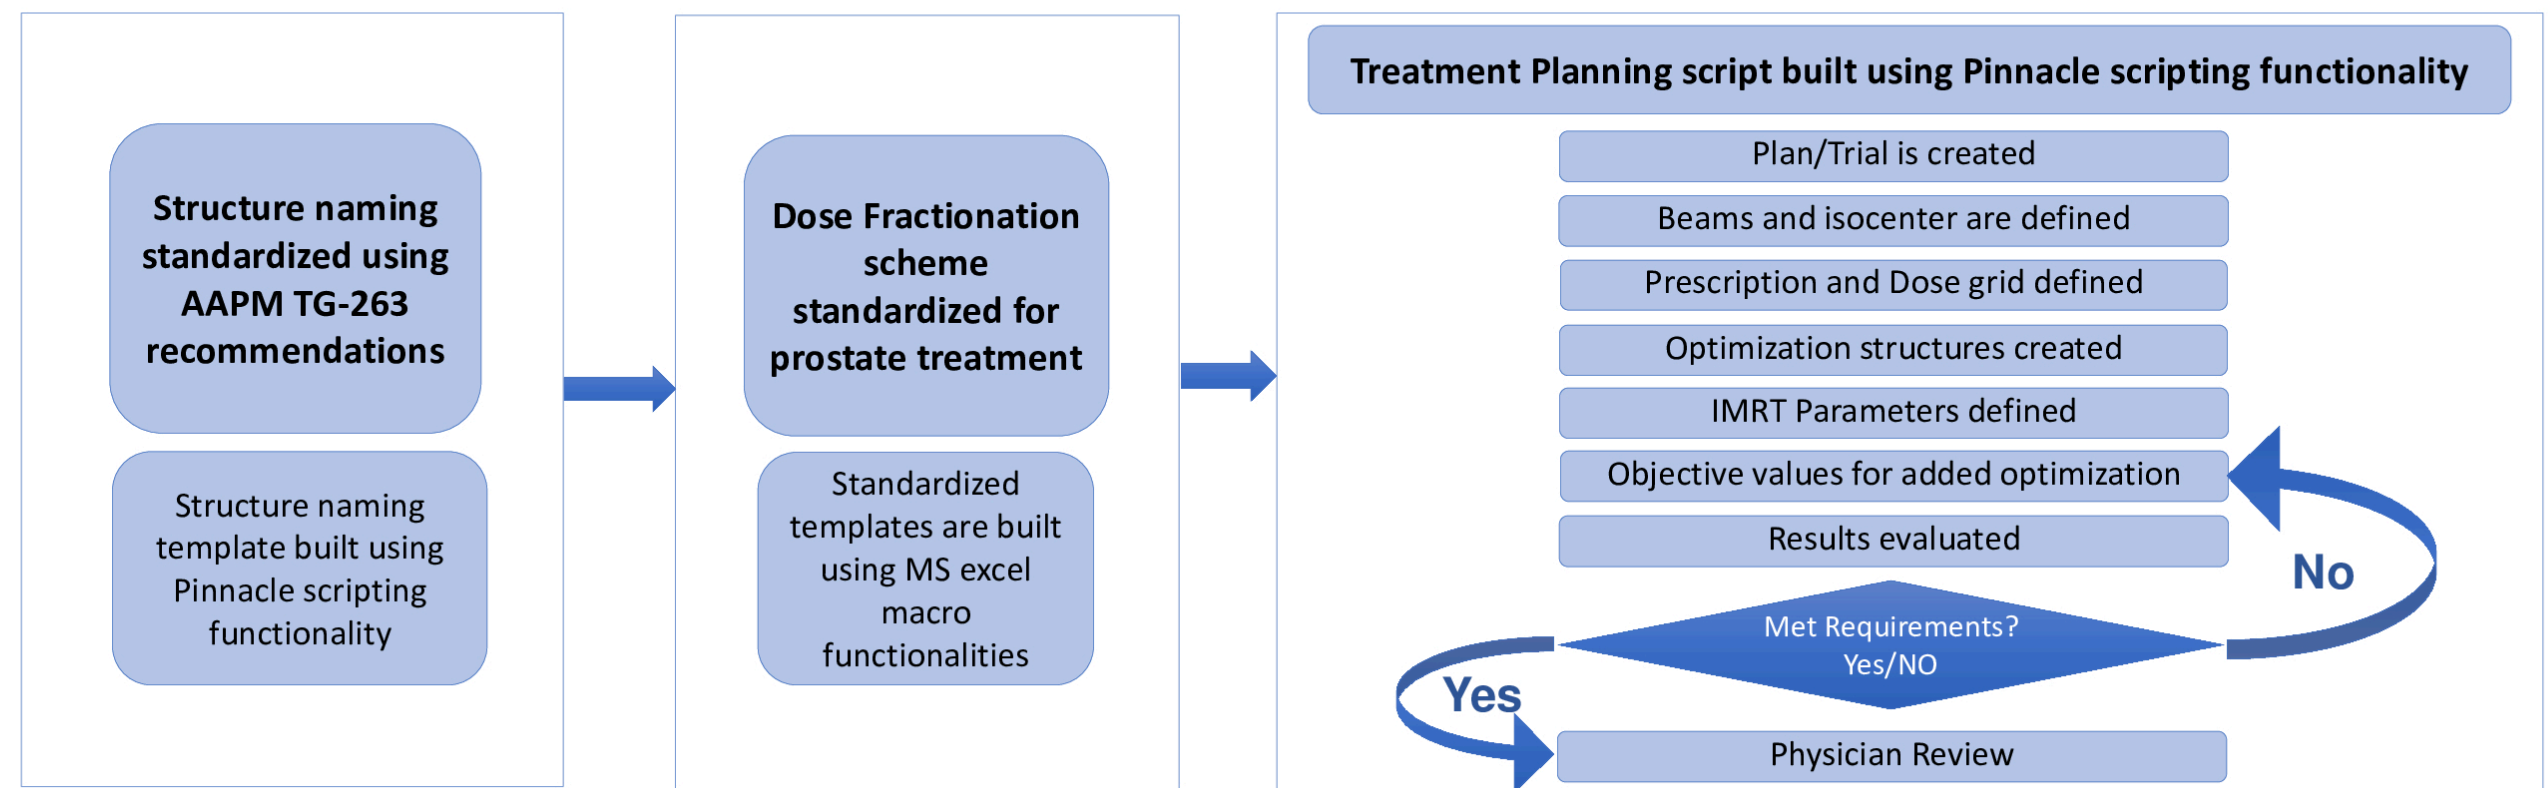 Structure naming
standardized using
AAPM TG-263
recommendations
Structure naming
template built using
Pinnacle scripting
functionality
Dose Fractionation
scheme
standardized for
prostate treatment
Standardized
templates are built
using MS excel
macro
functionalities
Treatment Planning script built using Pinnacle scripting functionality
Plan/Trial is created
Beams and isocenter are defined
Prescription and Dose grid defined
Optimization structures created
IMRT Parameters defined
Objective values for added optimization
Results evaluated
No
Met Requirements?
Yes/NO
Yes
Physician Review